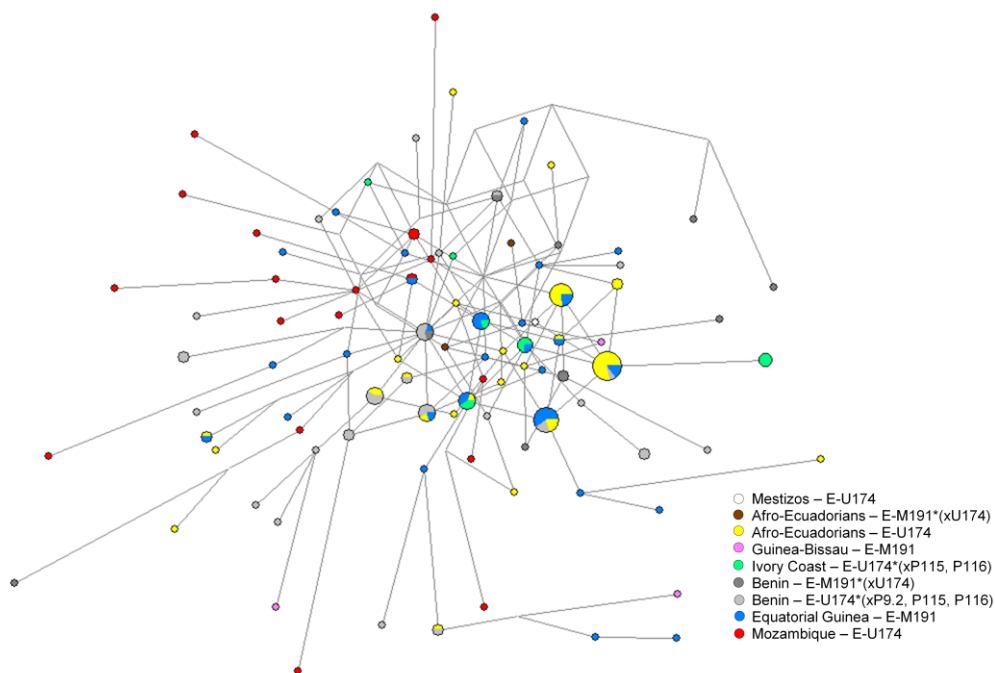 Mestizos – E-U174
Afro-Ecuadorians – E-M191*(xU174)
Afro-Ecuadorians – E-U174
Guinea-Bissau – E-M191
Ivory Coast – E-U174*(xP115, P116)
Benin – E-M191*(xU174)
Benin – E-U174*(xP9.2, P115, P116)
Equatorial Guinea – E-M191
Mozambique – E-U174